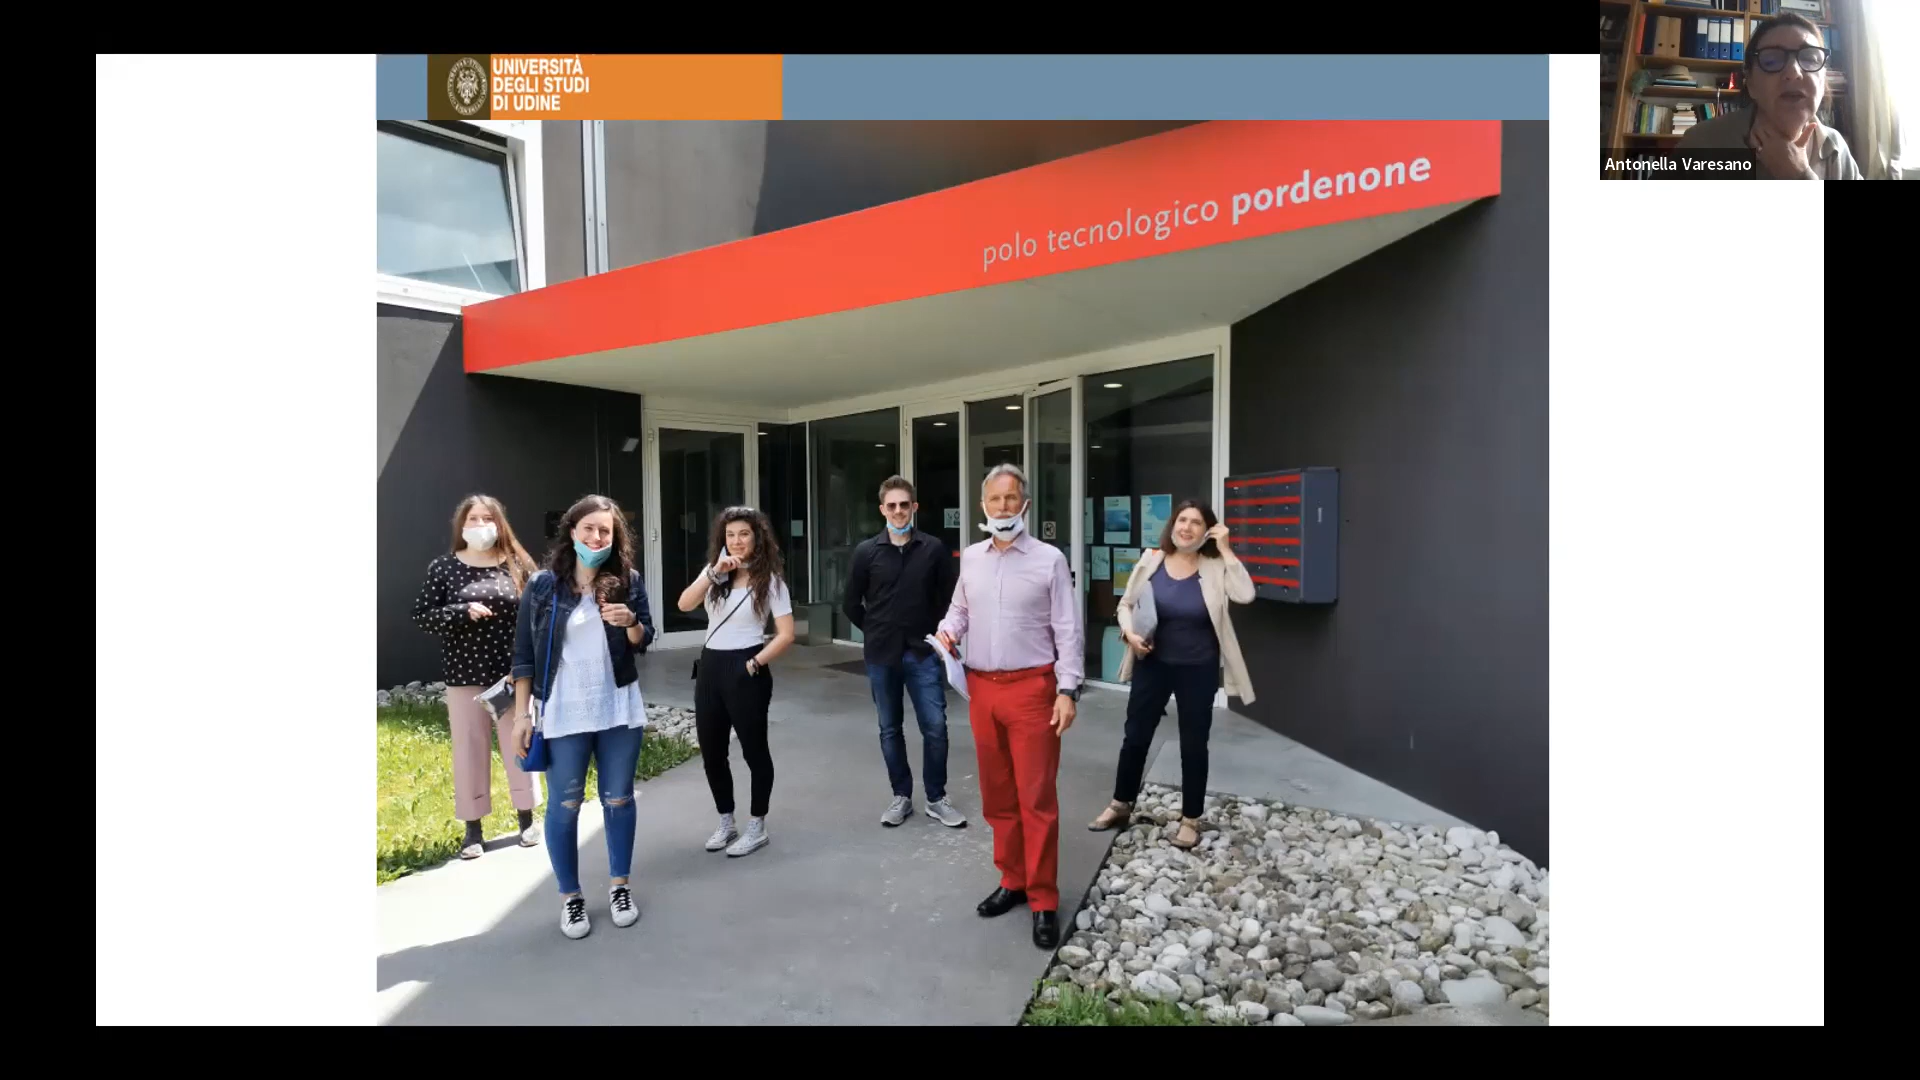 UNIVERSITÀ
DEGLI STUDI
DI UDINE
polo tecnologico pordenone
Antonella Varesano